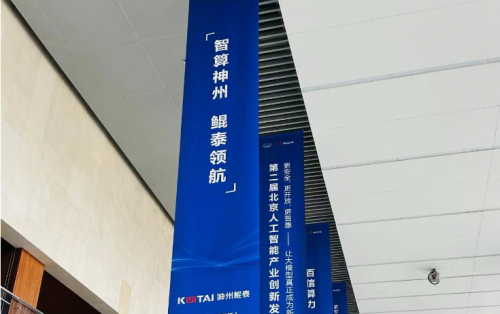 「智算神州 鲲泰领航」
KUNTAI 神州鲲泰
第二届北京人工智能产业创新发
更安全、更开放、更普惠——让大模型真正成为新
百信算力